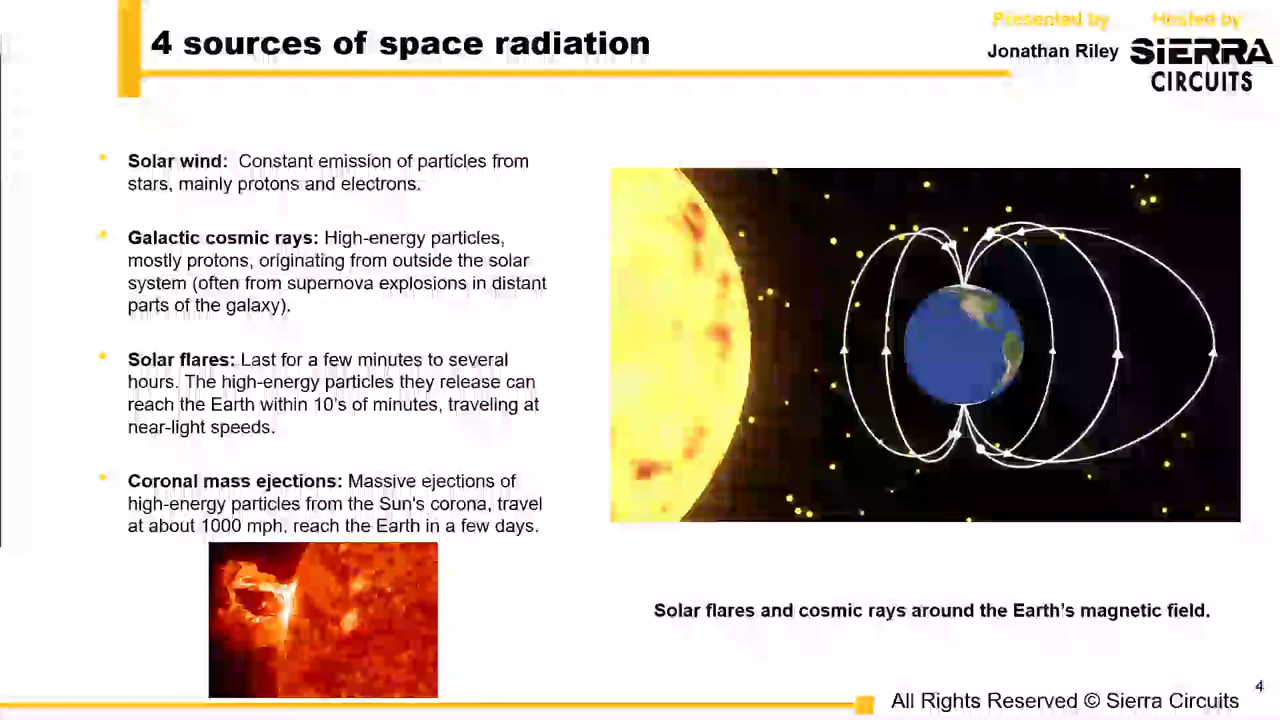 4 sources of space radiation
Presented by
Hosted by
Jonathan Riley
SIERRA
CIRCUITS
Solar wind: Constant emission of particles from
stars, mainly protons and electrons.
Galactic cosmic rays: High-energy particles,
mostly protons, originating from outside the solar
system (often from supernova explosions in distant
parts of the galaxy).
Solar flares: Last for a few minutes to several
hours. The high-energy particles they release can
reach the Earth within 10's of minutes, traveling at
near-light speeds.
Coronal mass ejections: Massive ejections of
high-energy particles from the Sun's corona, travel
at about 1000 mph, reach the Earth in a few days.
Solar flares and cosmic rays around the Earth's magnetic field.
All Rights Reserved © Sierra Circuits
4